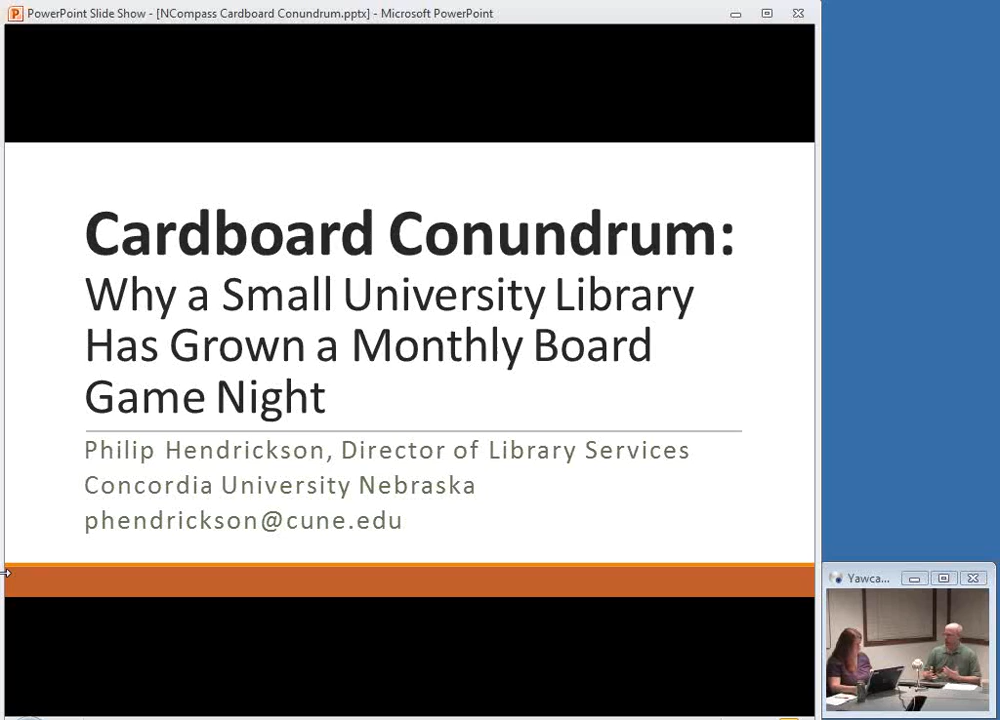 PowerPoint Slide Show - [NCompass Cardboard Conundrum.pptx] - Microsoft PowerPoint
Cardboard Conundrum:
Why a Small University Library
Has Grown a Monthly Board
Game Night
Philip Hendrickson, Director of Library Services
Concordia University Nebraska
phendrickson@cune.edu
Yawca...